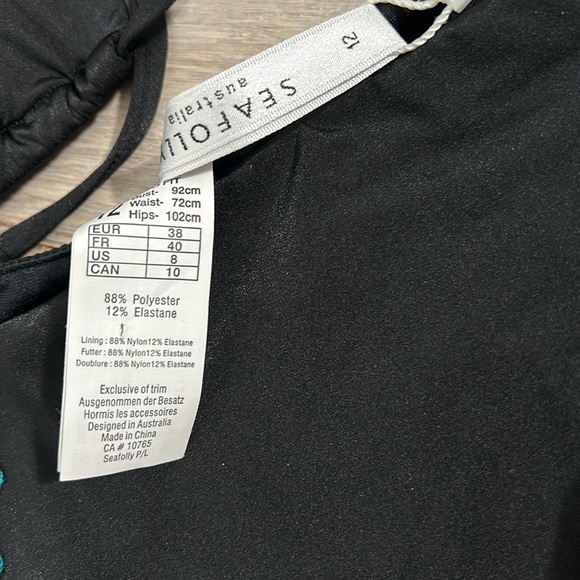 12
SEAFOLLY
australia
92cm
12 Waist- 72cm
Hips- 102cm
EUR 38
FR 40
US 8
CAN 10
88% Polyester
12% Elastane
Lining : 88% Nylon12% Elastane
Futter : 88% Nylon12% Elastane
Doublure : 88% Nylon12% Elastane
Exclusive of trim
Ausgenommen der Besatz
Hormis les accessoires
Designed in Australia
Made in China
CA # 10765
Seafolly P/L